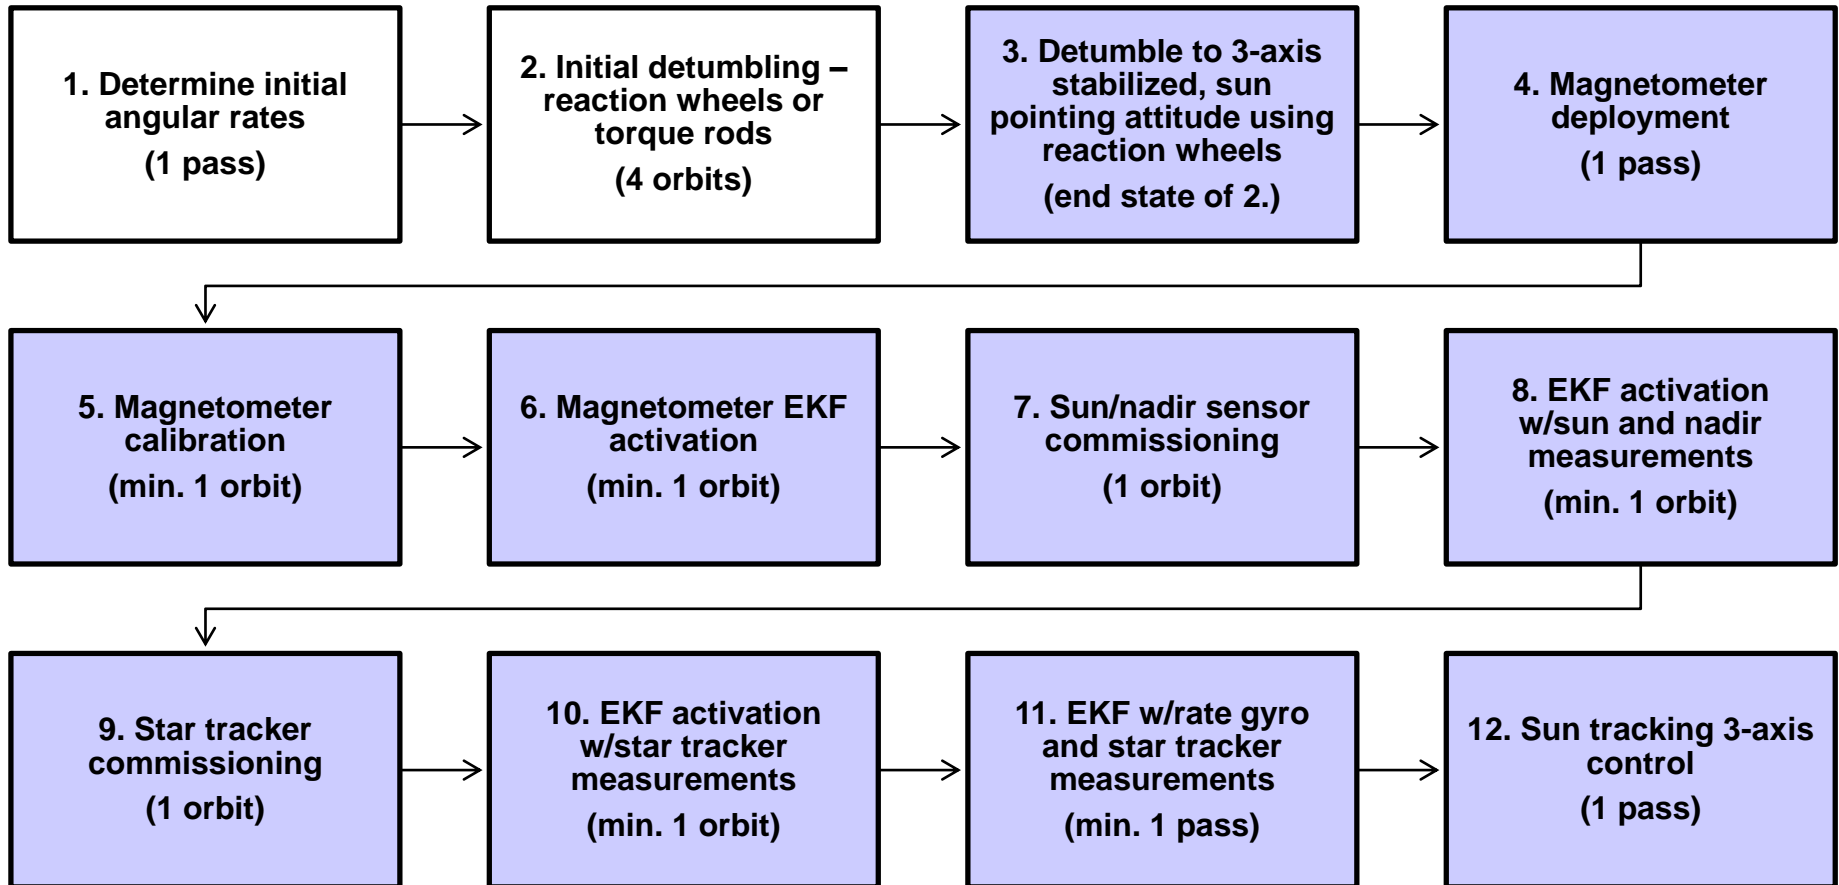 1. Determine initial
angular rates
(1 pass)
2. Initial detumbling –
reaction wheels or
torque rods
(4 orbits)
3. Detumble to 3-axis
stabilized, sun
pointing attitude using
reaction wheels
(end state of 2.)
4. Magnetometer
deployment
(1 pass)
5. Magnetometer
calibration
(min. 1 orbit)
6. Magnetometer EKF
activation
(min. 1 orbit)
7. Sun/nadir sensor
commissioning
(1 orbit)
8. EKF activation
w/sun and nadir
measurements
(min. 1 orbit)
9. Star tracker
commissioning
(1 orbit)
10. EKF activation
w/star tracker
measurements
(min. 1 orbit)
11. EKF w/rate gyro
and star tracker
measurements
(min. 1 pass)
12. Sun tracking 3-axis
control
(1 pass)